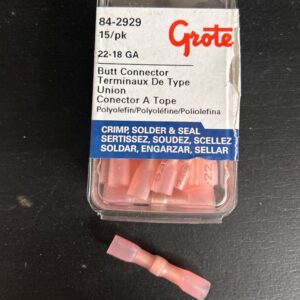 84-2929
15/pk
Grote
22-18 GA
Butt Connector
Terminaux De Type
Union
Conector A Tope
Polyolefin/Polyoléfine/Poliolefina
CRIMP, SOLDER & SEAL
SERTISSEZ, SOUDEZ, SCELLEZ
SOLDAR, ENGARZAR, SELLAR